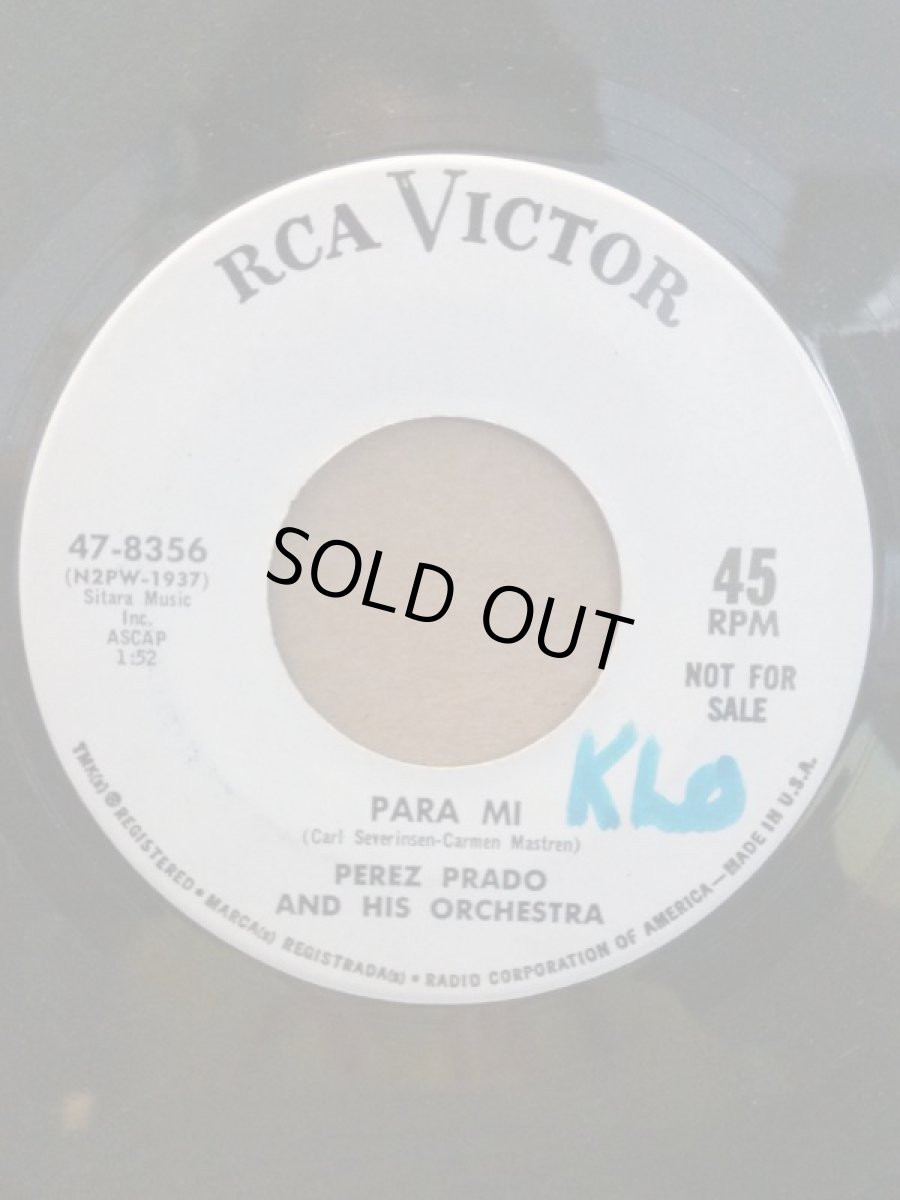 RCA VICTOR
47-8356
(N2PW-1937)
Sitara Music
Inc.
ASCAP
1:52
SOLD OUT
45
RPM
NOT FOR
SALE
KLO
PARA MI
(Carl Severinsen-Carmen Mastren)
PEREZ PRADO
AND HIS ORCHESTRA
TMK(s) ® REGISTERED • MARCA(s) REGISTRADA(s) • RADIO CORPORATION OF AMERICA—MADE IN U.S.A.